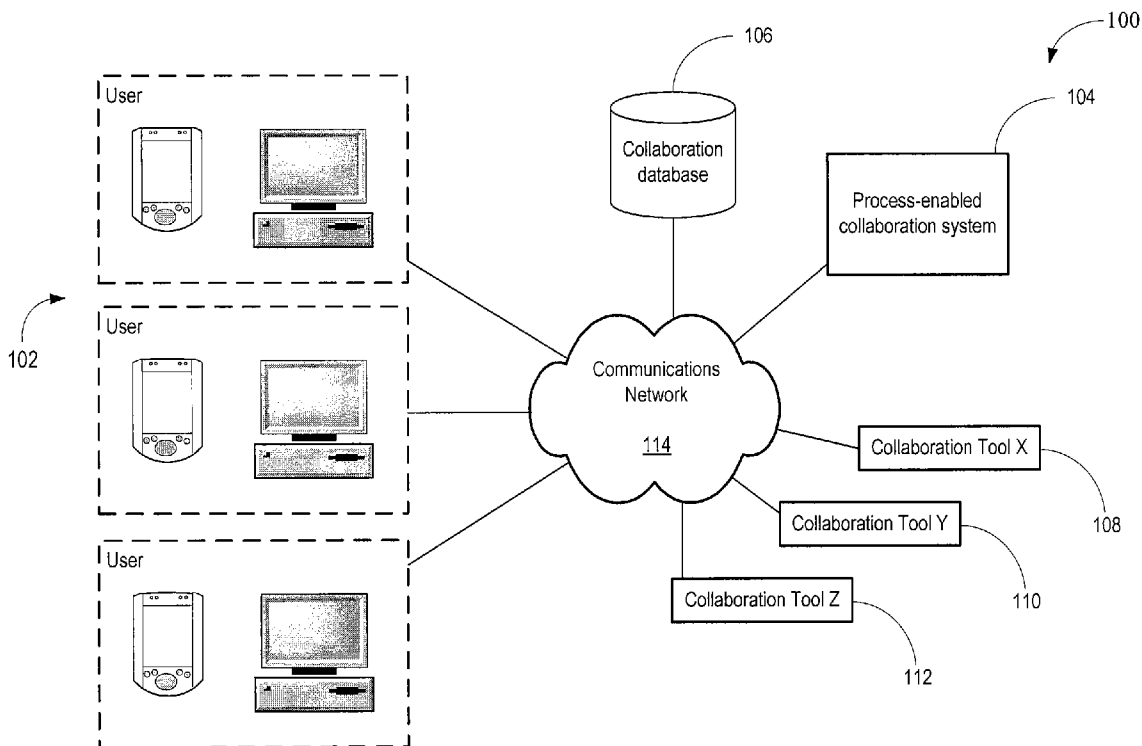 100
106
104
User
Collaboration
database
Process-enabled
collaboration system
102
User
Communications
Network
114
Collaboration Tool X
108
Collaboration Tool Y
110
User
Collaboration Tool Z
112